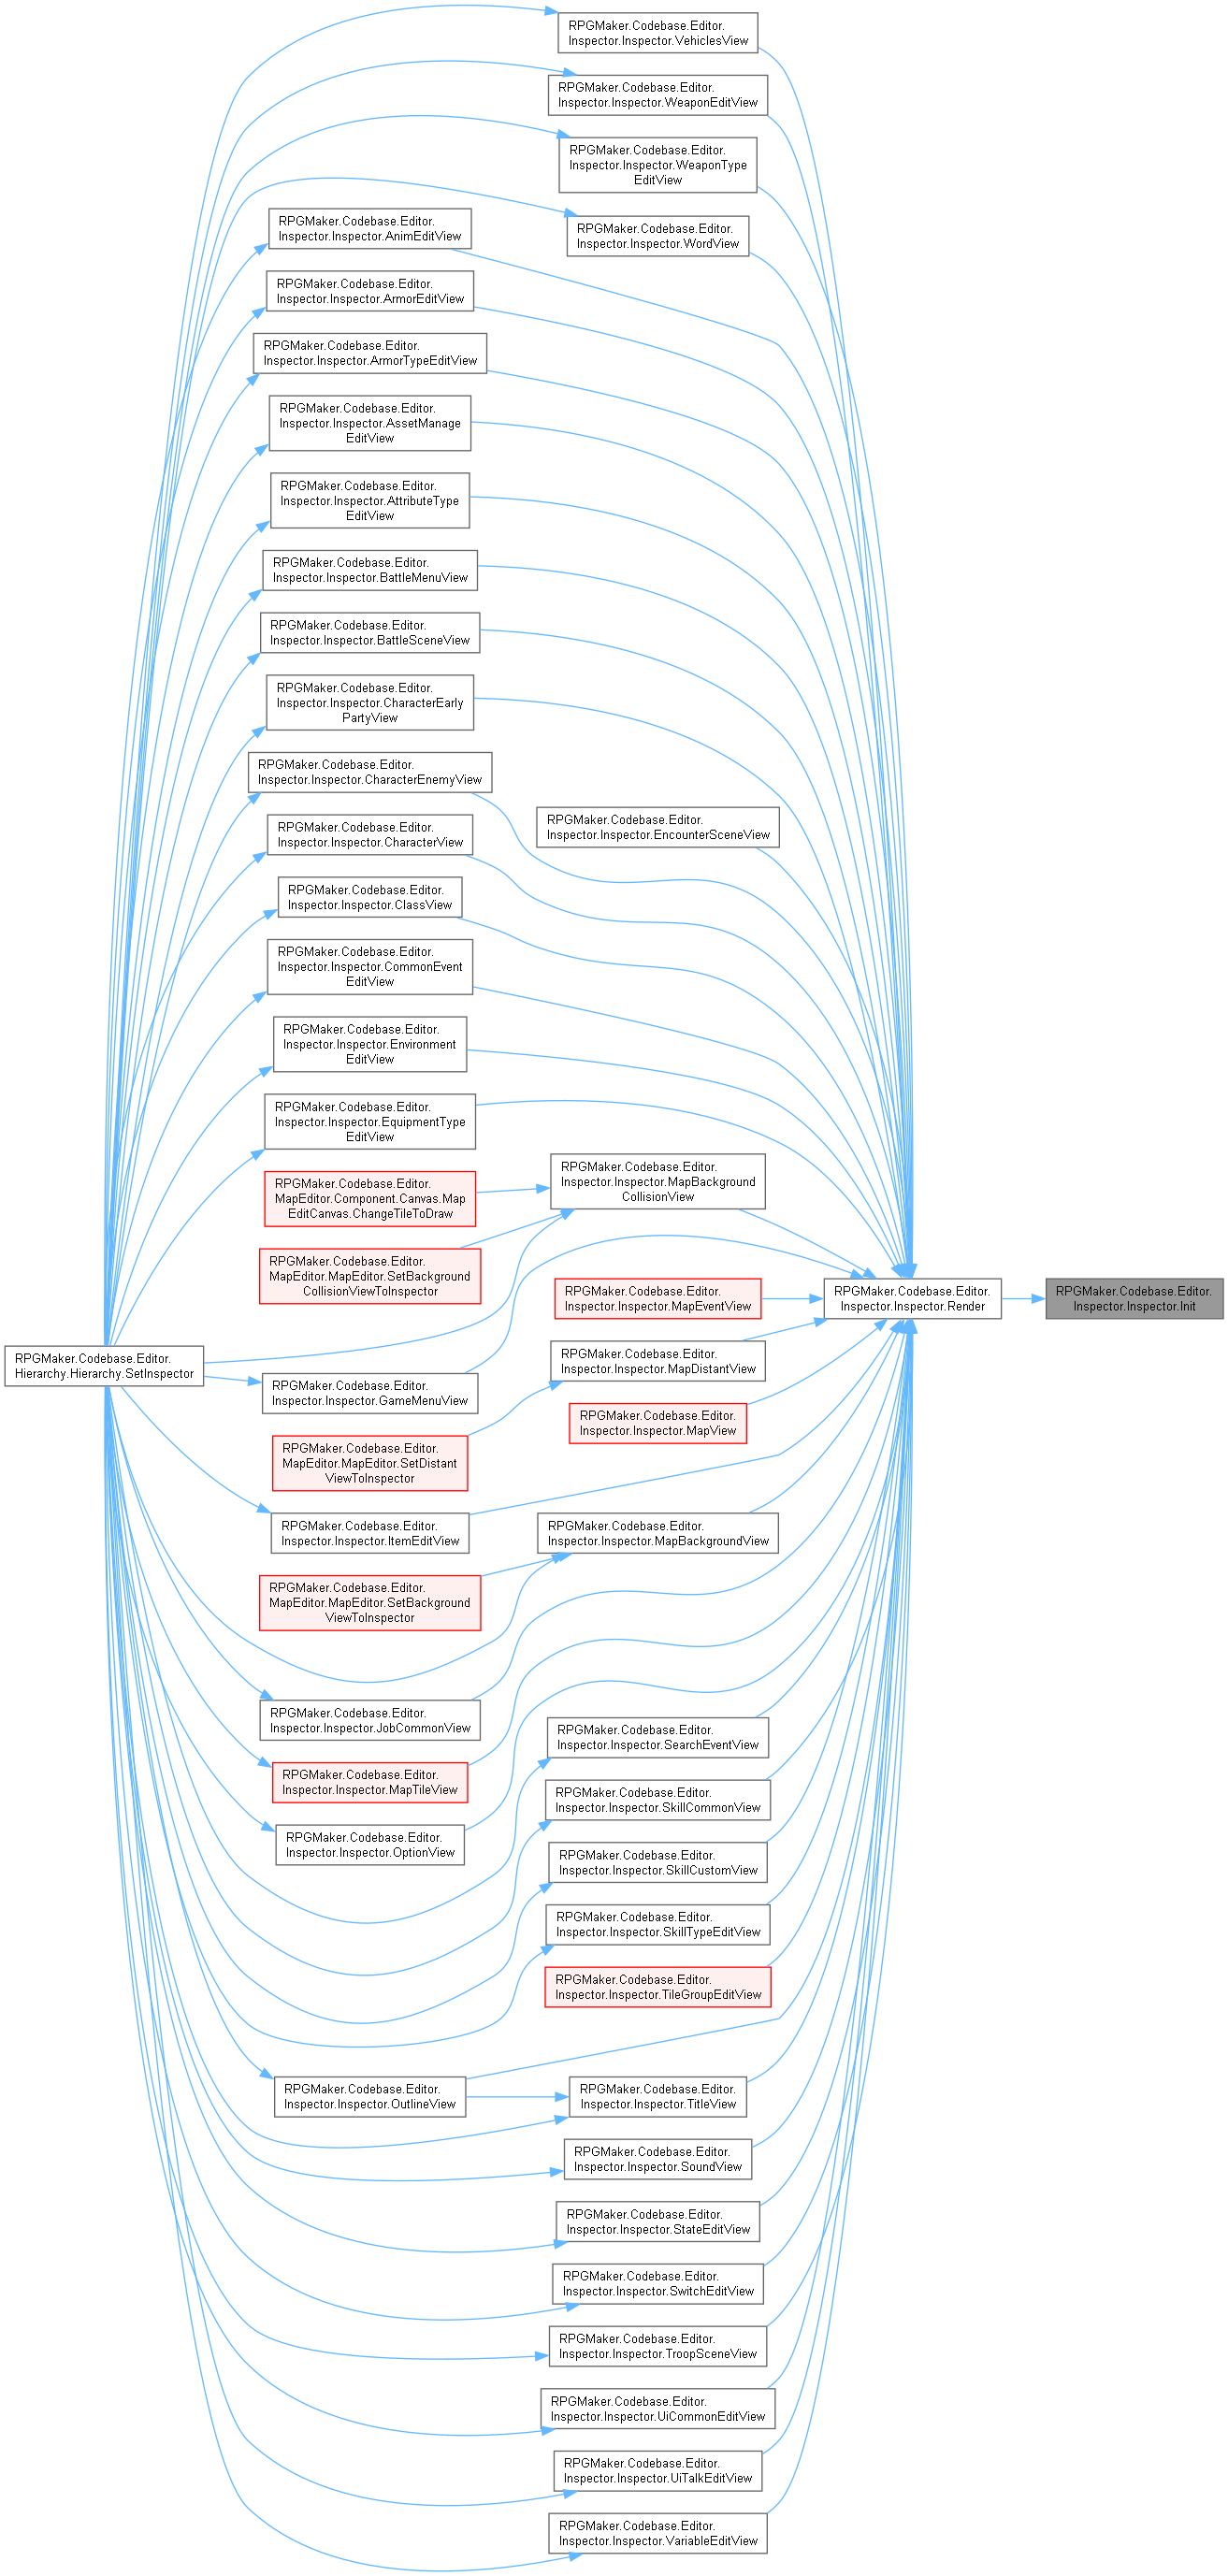 RPGMaker.Codebase.Editor.
Inspector.Inspector.VehiclesView
RPGMaker.Codebase.Editor.
Inspector.Inspector.WeaponEditView
RPGMaker.Codebase.Editor.
Inspector.Inspector.WeaponType
EditView
RPGMaker.Codebase.Editor.
Inspector.Inspector.WordView
RPGMaker.Codebase.Editor.
Inspector.Inspector.AnimEditView
RPGMaker.Codebase.Editor.
Inspector.Inspector.ArmorEditView
RPGMaker.Codebase.Editor.
Inspector.Inspector.ArmorTypeEditView
RPGMaker.Codebase.Editor.
Inspector.Inspector.AssetManage
EditView
RPGMaker.Codebase.Editor.
Inspector.Inspector.AttributeType
EditView
RPGMaker.Codebase.Editor.
Inspector.Inspector.BattleMenuView
RPGMaker.Codebase.Editor.
Inspector.Inspector.BattleSceneView
RPGMaker.Codebase.Editor.
Inspector.Inspector.CharacterEarly
PartyView
RPGMaker.Codebase.Editor.
Inspector.Inspector.CharacterEnemyView
RPGMaker.Codebase.Editor.
Inspector.Inspector.EncounterSceneView
RPGMaker.Codebase.Editor.
Inspector.Inspector.CharacterView
RPGMaker.Codebase.Editor.
Inspector.Inspector.ClassView
RPGMaker.Codebase.Editor.
Inspector.Inspector.CommonEvent
EditView
RPGMaker.Codebase.Editor.
Inspector.Inspector.Environment
EditView
RPGMaker.Codebase.Editor.
Inspector.Inspector.EquipmentType
EditView
RPGMaker.Codebase.Editor.
Inspector.Inspector.MapBackground
CollisionView
RPGMaker.Codebase.Editor.
MapEditor.Component.Canvas.Map
EditCanvas.ChangeTileToDraw
RPGMaker.Codebase.Editor.
MapEditor.MapEditor.SetBackground
CollisionViewToInspector
RPGMaker.Codebase.Editor.
Inspector.Inspector.MapEventView
RPGMaker.Codebase.Editor.
Inspector.Inspector.Render
RPGMaker.Codebase.Editor.
Inspector.Inspector.Init
RPGMaker.Codebase.Editor.
Hierarchy.Hierarchy.SetInspector
RPGMaker.Codebase.Editor.
Inspector.Inspector.MapDistantView
RPGMaker.Codebase.Editor.
Inspector.Inspector.GameMenuView
RPGMaker.Codebase.Editor.
Inspector.Inspector.MapView
RPGMaker.Codebase.Editor.
MapEditor.MapEditor.SetDistant
ViewToInspector
RPGMaker.Codebase.Editor.
Inspector.Inspector.ItemEditView
RPGMaker.Codebase.Editor.
Inspector.Inspector.MapBackgroundView
RPGMaker.Codebase.Editor.
MapEditor.MapEditor.SetBackground
ViewToInspector
RPGMaker.Codebase.Editor.
Inspector.Inspector.JobCommonView
RPGMaker.Codebase.Editor.
Inspector.Inspector.SearchEventView
RPGMaker.Codebase.Editor.
Inspector.Inspector.MapTileView
RPGMaker.Codebase.Editor.
Inspector.Inspector.SkillCommonView
RPGMaker.Codebase.Editor.
Inspector.Inspector.OptionView
RPGMaker.Codebase.Editor.
Inspector.Inspector.SkillCustomView
RPGMaker.Codebase.Editor.
Inspector.Inspector.SkillTypeEditView
RPGMaker.Codebase.Editor.
Inspector.Inspector.TileGroupEditView
RPGMaker.Codebase.Editor.
Inspector.Inspector.OutlineView
RPGMaker.Codebase.Editor.
Inspector.Inspector.TitleView
RPGMaker.Codebase.Editor.
Inspector.Inspector.SoundView
RPGMaker.Codebase.Editor.
Inspector.Inspector.StateEditView
RPGMaker.Codebase.Editor.
Inspector.Inspector.SwitchEditView
RPGMaker.Codebase.Editor.
Inspector.Inspector.TroopSceneView
RPGMaker.Codebase.Editor.
Inspector.Inspector.UiCommonEditView
RPGMaker.Codebase.Editor.
Inspector.Inspector.UiTalkEditView
RPGMaker.Codebase.Editor.
Inspector.Inspector.VariableEditView